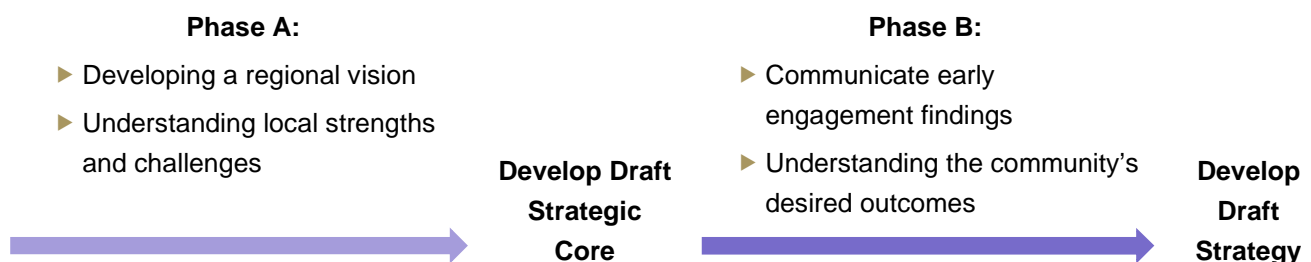 Phase A:
▶ Developing a regional vision
▶ Understanding local strengths
and challenges
Develop Draft
Strategic
Core
Phase B:
▶ Communicate early
engagement findings
▶ Understanding the community’s
desired outcomes
Develop
Draft
Strategy